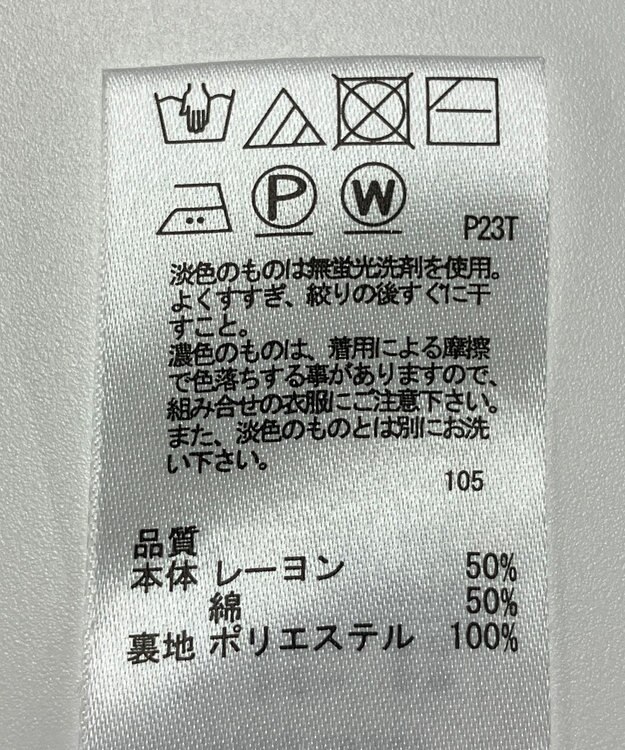 P W
P23T
淡色のものは無蛍光洗剤を使用。
よくすすぎ、絞りの後すぐに干
すこと。
濃色のものは、着用による摩擦
で色落ちする事がありますので、
組み合せの衣服にご注意下さい。
また、淡色のものとは別にお洗
い下さい。
105
品質
本体 レーヨン 50%
綿 50%
裏地 ポリエステル 100%